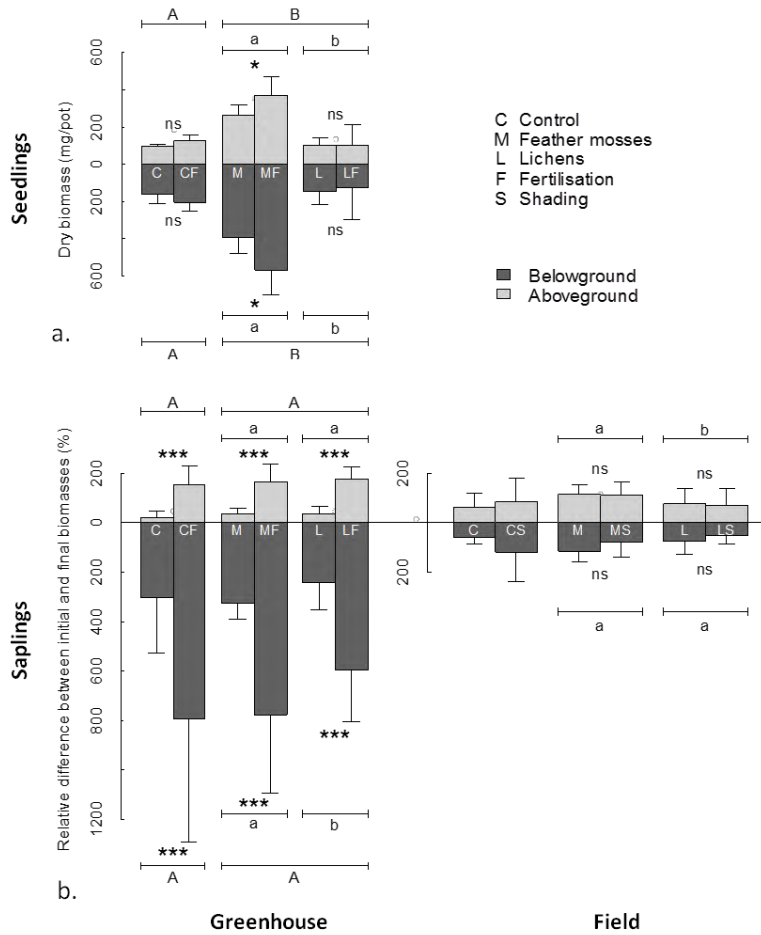 A B
a b
*
600
ns ns
200
0
C CF M MF L LF
200
ns ns
600
*
a b
A B
Dry biomass (mg/pot)
Seedlings
a.
C Control
M Feather mosses
L Lichens
F Fertilisation
S Shading
Belowground
Aboveground
A A
a a
*** *** ***
200
0
C CF M MF L LF
200
400
600
800
1200
***
***
a b
***
A A
Relative difference between initial and final biomasses (%)
Saplings
b.
a b
200
ns ns
C CS M MS L LS
200
ns ns
a a
Greenhouse Field